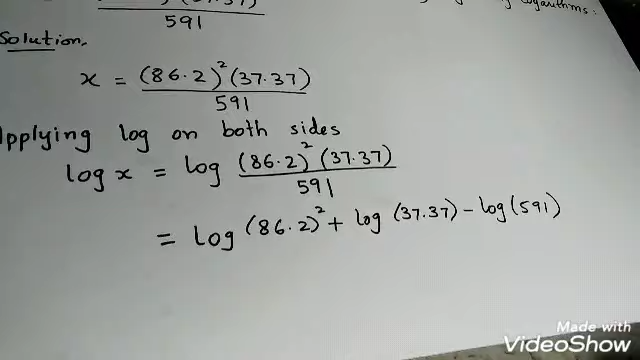 591
logarithms:
Solution.
x = (86.2)² (37.37) / 591
Applying log on both sides
log x = log (86.2)² (37.37) / 591
= log (86.2)² + log (37.37) - log (591)
Made with
VideoShow